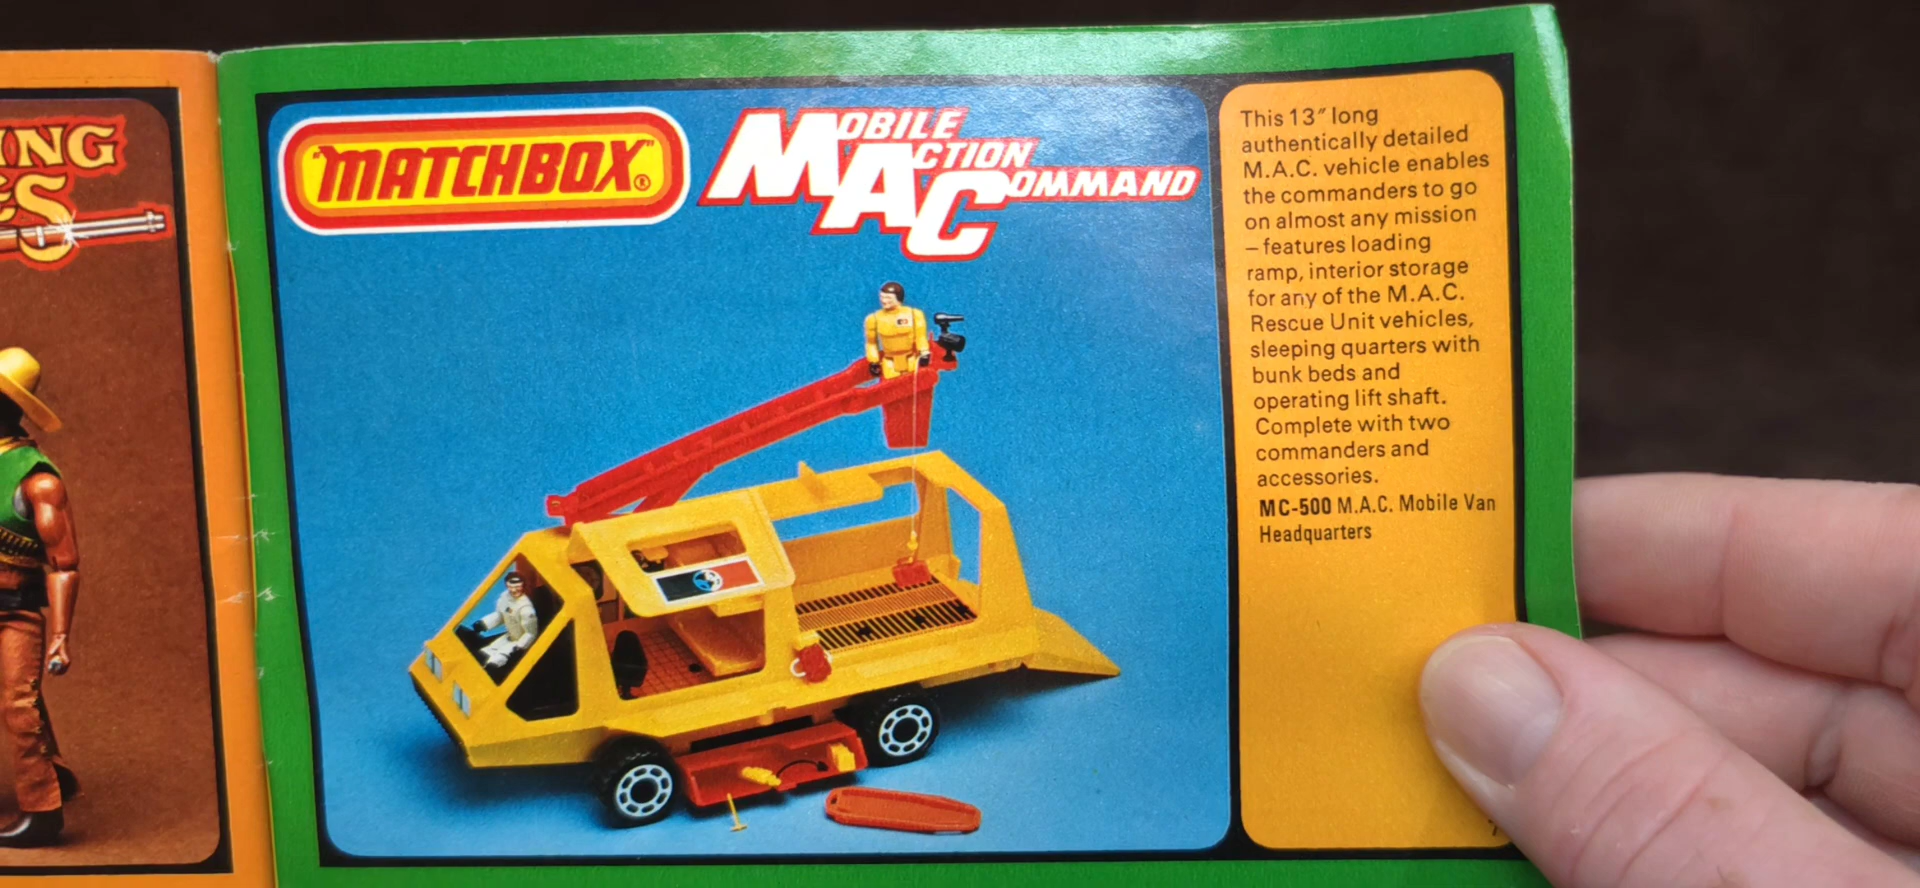 ING
ES
"MATCHBOX"®
MOBILE
ACTION
COMMAND
This 13" long
authentically detailed
M.A.C. vehicle enables
the commanders to go
on almost any mission
– features loading
ramp, interior storage
for any of the M.A.C.
Rescue Unit vehicles,
sleeping quarters with
bunk beds and
operating lift shaft.
Complete with two
commanders and
accessories.
MC-500 M.A.C. Mobile Van
Headquarters